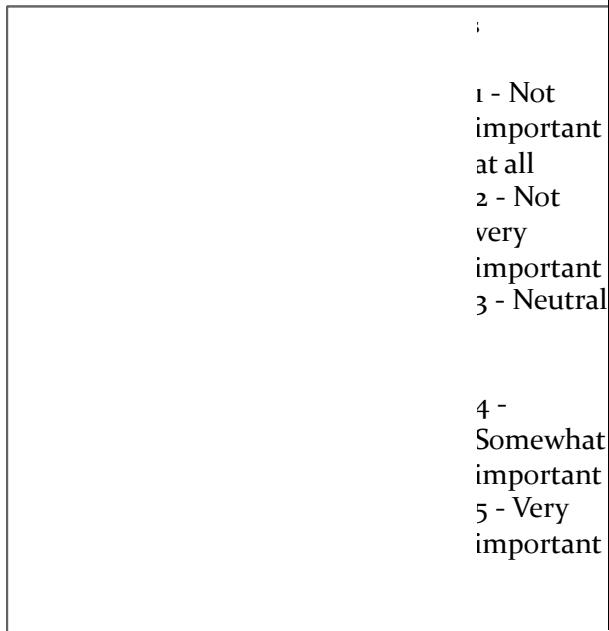 1 - Not
important
at all
2 - Not
very
important
3 - Neutral
4 -
Somewhat
important
5 - Very
important